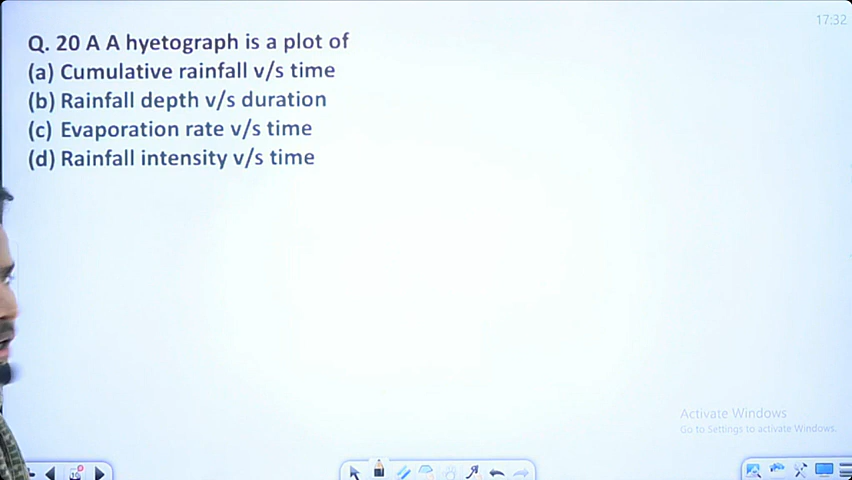 17:32
Q. 20 A A hyetograph is a plot of
(a) Cumulative rainfall v/s time
(b) Rainfall depth v/s duration
(c) Evaporation rate v/s time
(d) Rainfall intensity v/s time
Activate Windows
Go to Settings to activate Windows.